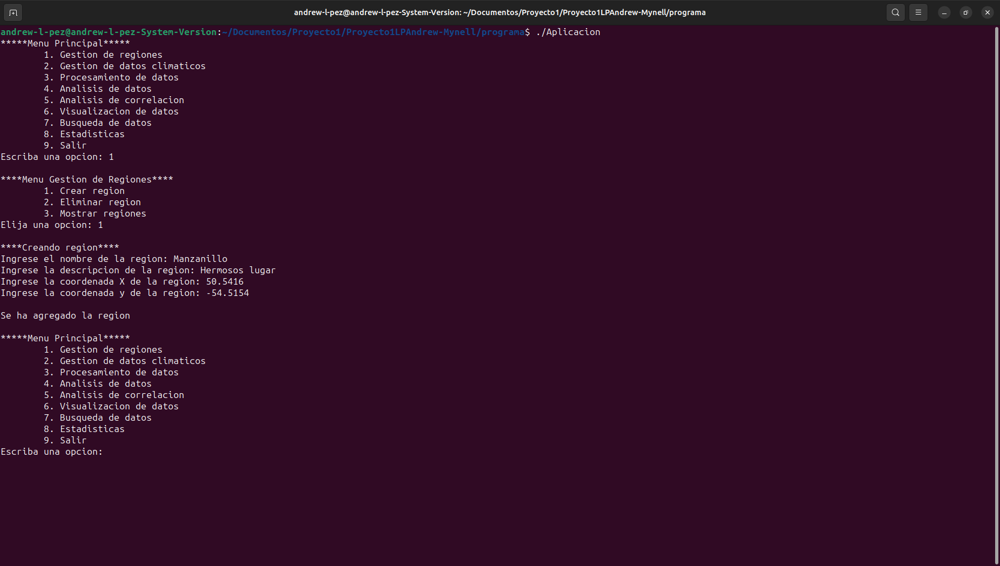 andrew-l-pez@andrew-l-pez-System-Version: ~/Documentos/Proyecto1/Proyecto1LPAndrew-Mynell/programa
andrew-l-pez@andrew-l-pez-System-Version:~/Documentos/Proyecto1/Proyecto1LPAndrew-Mynell/programa$ ./Aplicacion
*****Menu Principal*****
1. Gestion de regiones
2. Gestion de datos climaticos
3. Procesamiento de datos
4. Analisis de datos
5. Analisis de correlacion
6. Visualizacion de datos
7. Busqueda de datos
8. Estadisticas
9. Salir
Escriba una opcion: 1
****Menu Gestion de Regiones****
1. Crear region
2. Eliminar region
3. Mostrar regiones
Elija una opcion: 1
****Creando region****
Ingrese el nombre de la region: Manzanillo
Ingrese la descripcion de la region: Hermosos lugar
Ingrese la coordenada X de la region: 50.5416
Ingrese la coordenada y de la region: -54.5154
Se ha agregado la region
*****Menu Principal*****
1. Gestion de regiones
2. Gestion de datos climaticos
3. Procesamiento de datos
4. Analisis de datos
5. Analisis de correlacion
6. Visualizacion de datos
7. Busqueda de datos
8. Estadisticas
9. Salir
Escriba una opcion: